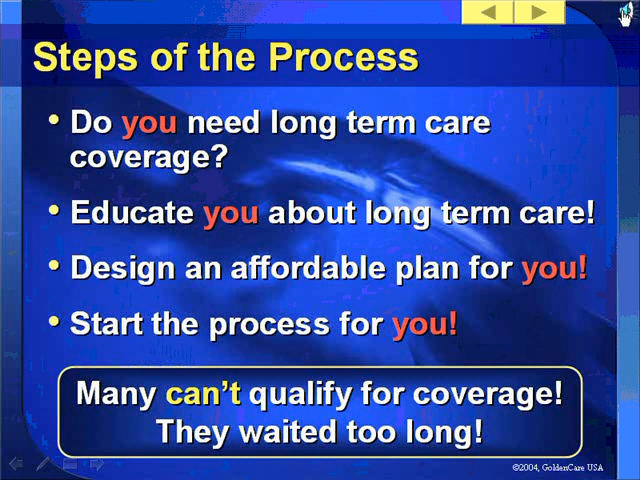 Steps of the Process
• Do you need long term care
coverage?
• Educate you about long term care!
• Design an affordable plan for you!
• Start the process for you!
Many can't qualify for coverage!
They waited too long!
©2004, GoldenCare USA